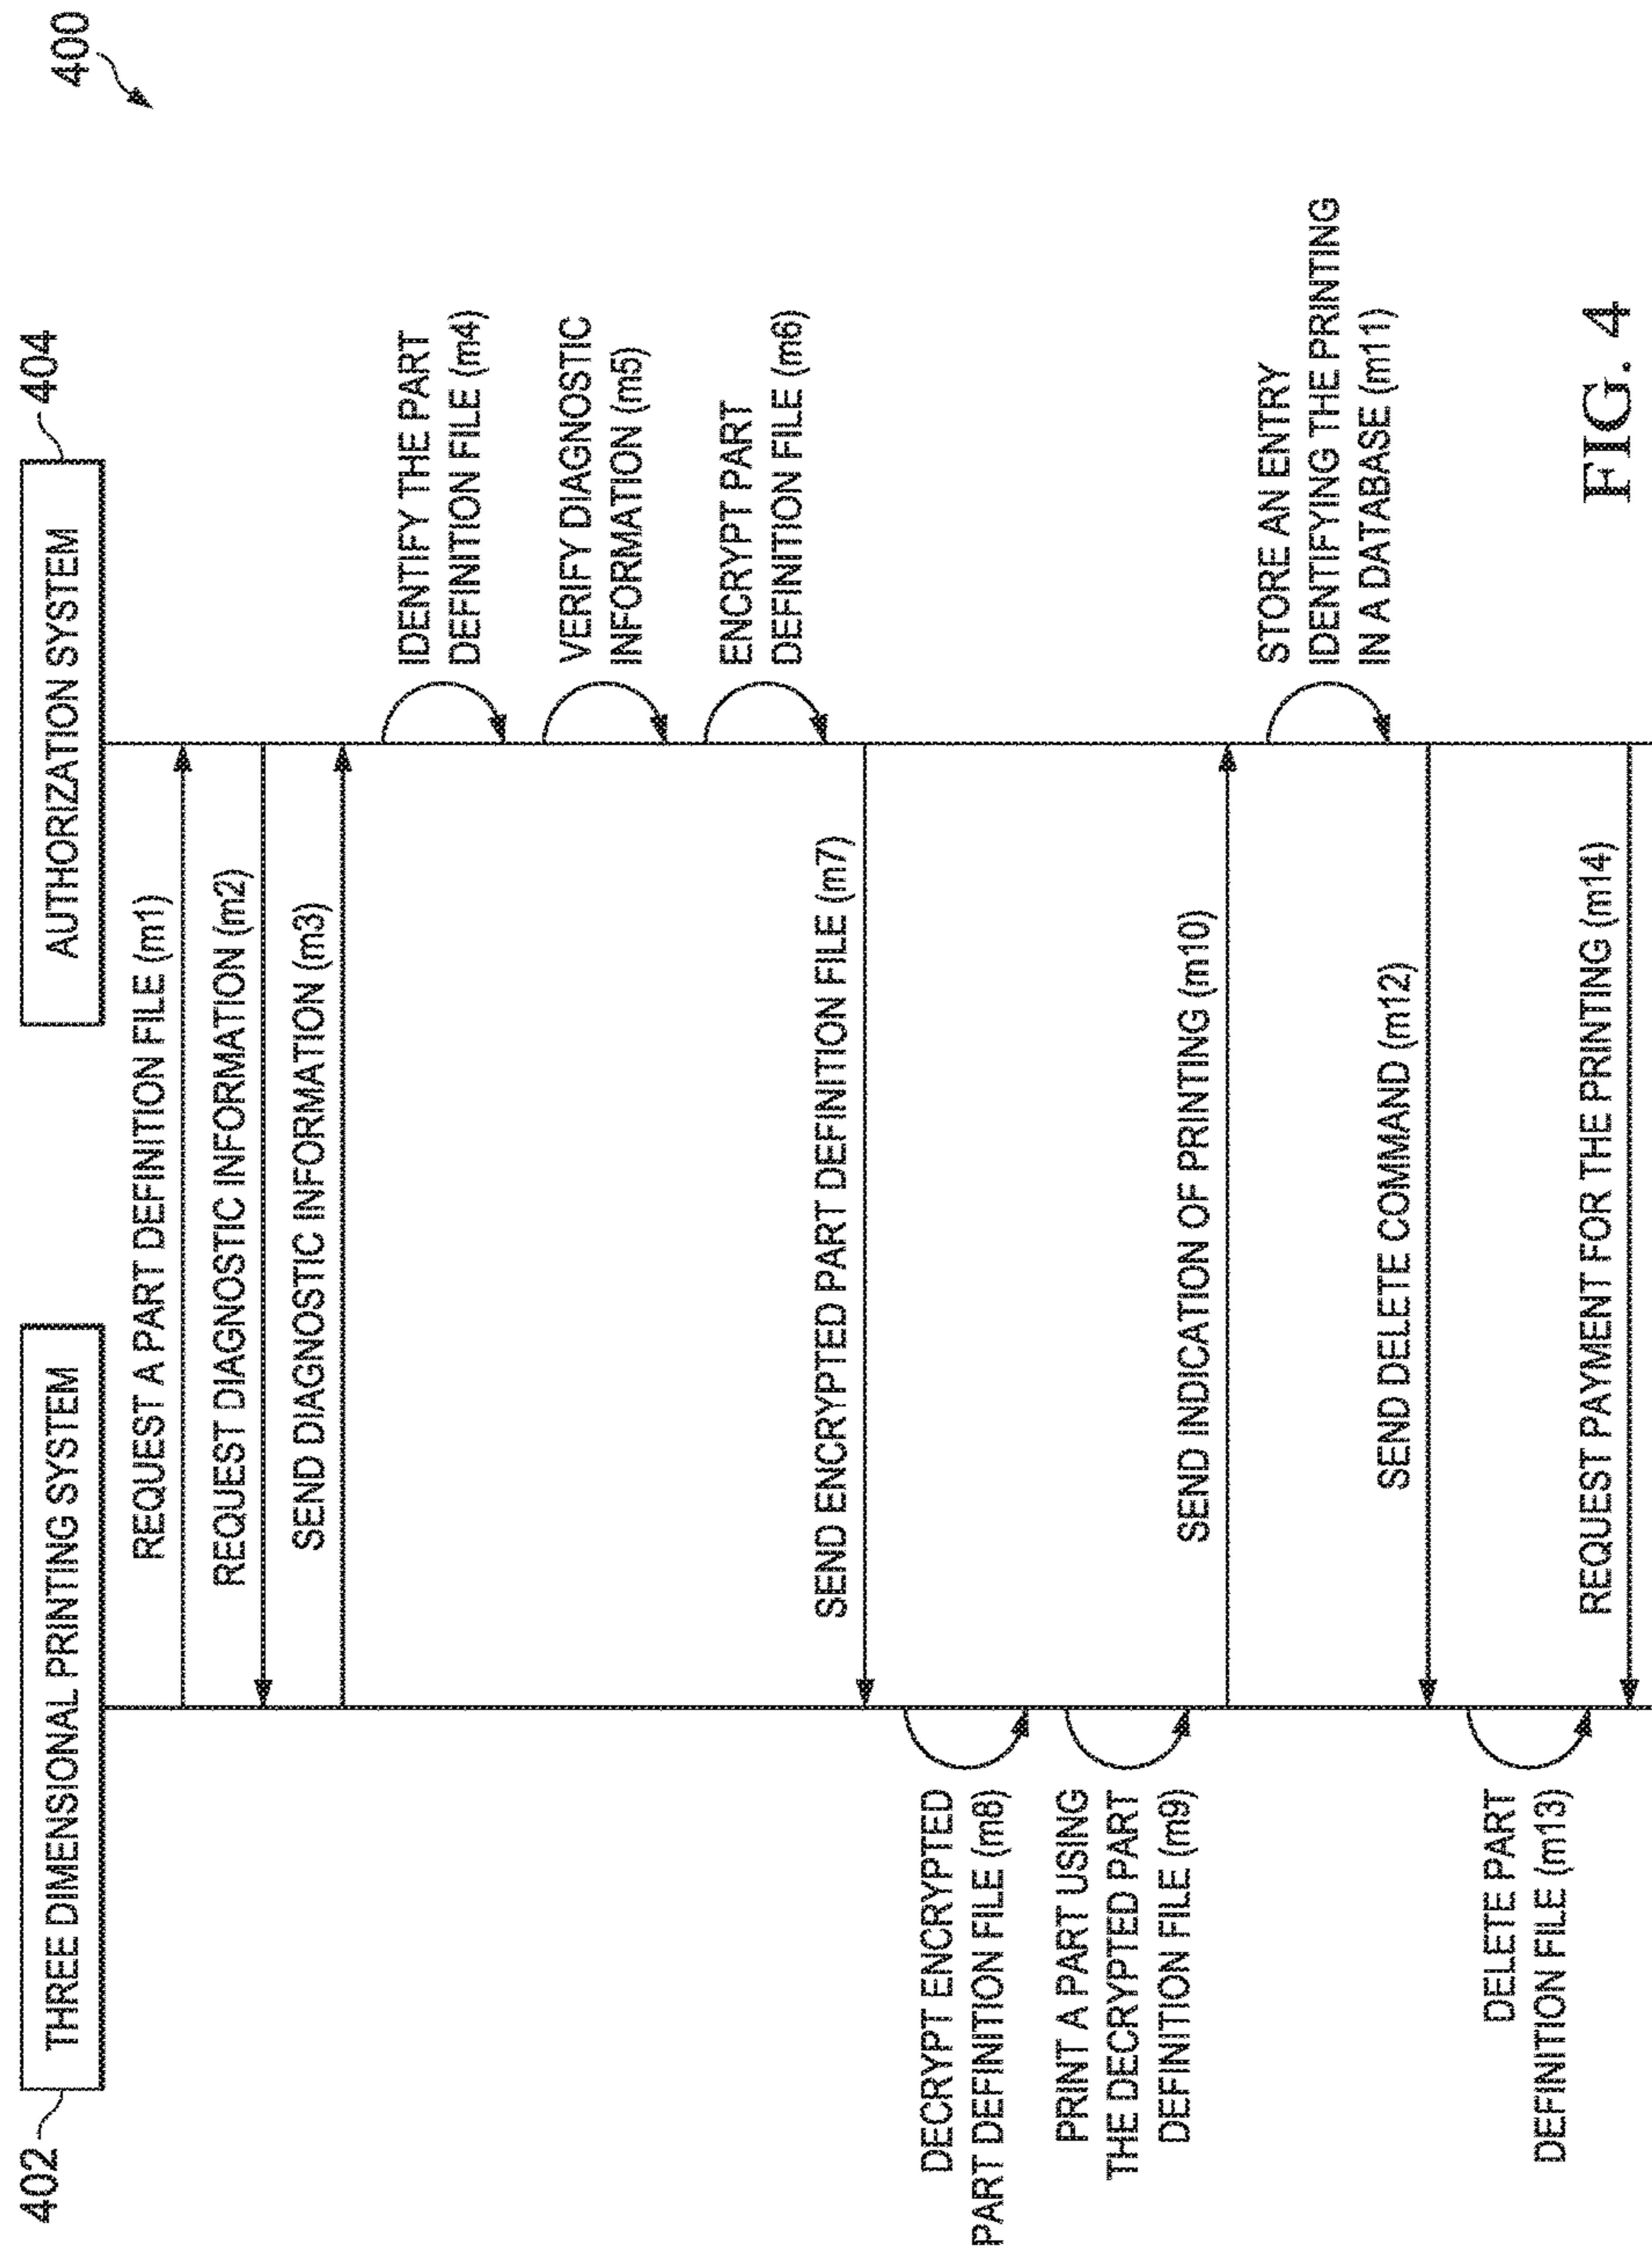 400
402
THREE DIMENSIONAL PRINTING SYSTEM
AUTHORIZATION SYSTEM
404
REQUEST A PART DEFINITION FILE (m1)
REQUEST DIAGNOSTIC INFORMATION (m2)
SEND DIAGNOSTIC INFORMATION (m3)
IDENTIFY THE PART
DEFINITION FILE (m4)
VERIFY DIAGNOSTIC
INFORMATION (m5)
ENCRYPT PART
DEFINITION FILE (m6)
SEND ENCRYPTED PART DEFINITION FILE (m7)
DECRYPT ENCRYPTED
PART DEFINITION FILE (m8)
PRINT A PART USING
THE DECRYPTED PART
DEFINITION FILE (m9)
SEND INDICATION OF PRINTING (m10)
STORE AN ENTRY
IDENTIFYING THE PRINTING
IN A DATABASE (m11)
SEND DELETE COMMAND (m12)
DELETE PART
DEFINITION FILE (m13)
REQUEST PAYMENT FOR THE PRINTING (m14)
FIG. 4